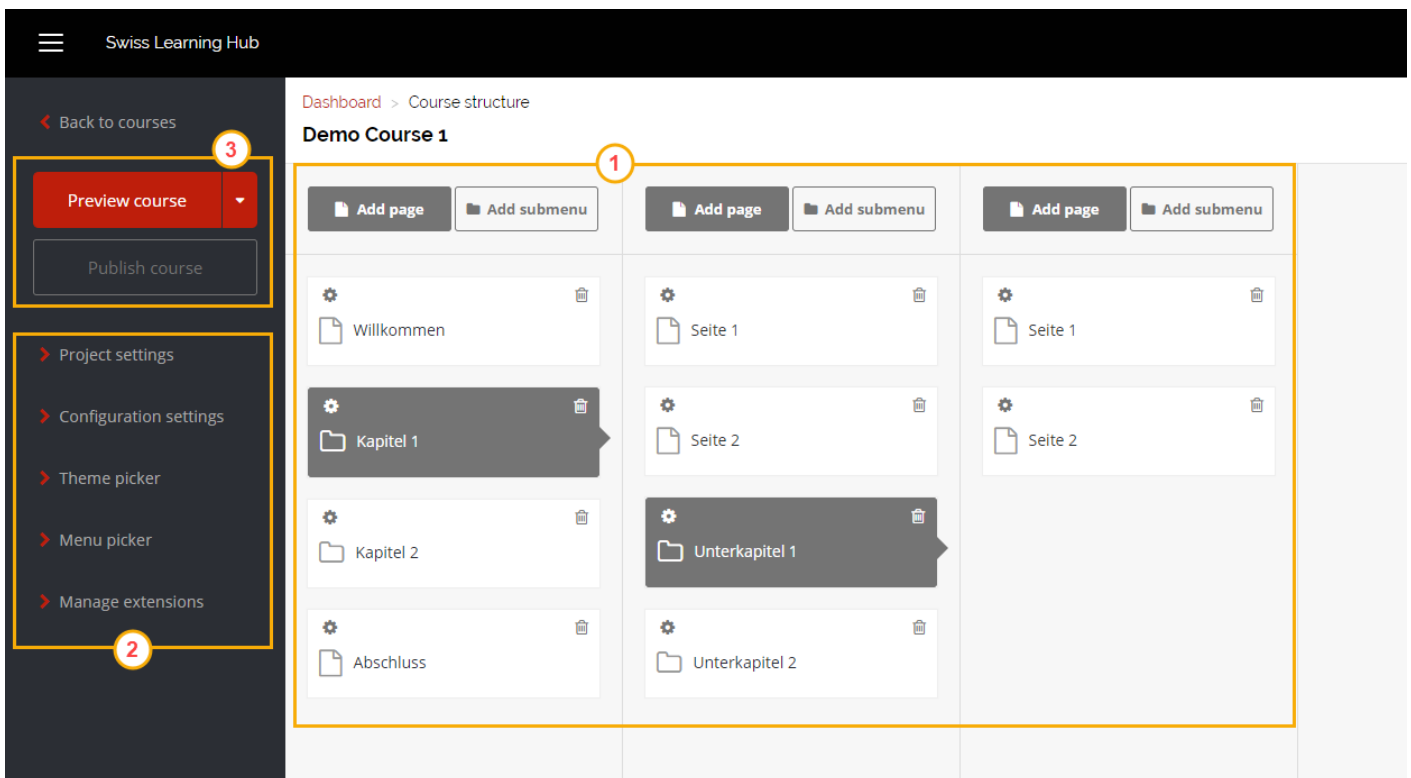 Swiss Learning Hub
Back to courses
3
Preview course
Publish course
Project settings
Configuration settings
Theme picker
Menu picker
Manage extensions
2
Dashboard > Course structure
Demo Course 1
1
Add page Add submenu
Willkommen
Kapitel 1
Kapitel 2
Abschluss
Add page Add submenu
Seite 1
Seite 2
Unterkapitel 1
Unterkapitel 2
Add page Add submenu
Seite 1
Seite 2